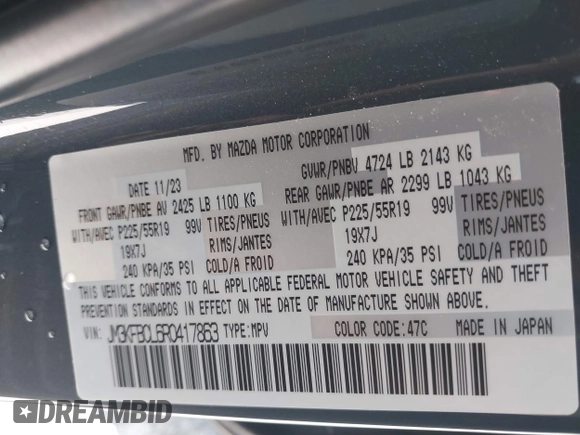 MFD. BY MAZDA MOTOR CORPORATION
DATE 11/23 GVWR/PNBV 4724 LB 2143 KG
FRONT GAWR/PNBE AV 2425 LB 1100 KG REAR GAWR/PNBE AR 2299 LB 1043 KG
WITH/AVEC P225/55R19 99V TIRES/PNEUS WITH/AVEC P225/55R19 99V TIRES/PNEUS
19X7J RIMS/JANTES 19X7J RIMS/JANTES
240 KPA/35 PSI COLD/A FROID 240 KPA/35 PSI COLD/A FROID
THIS VEHICLE CONFORMS TO ALL APPLICABLE FEDERAL MOTOR VEHICLE SAFETY AND THEFT
PREVENTION STANDARDS IN EFFECT ON THE DATE OF MANUFACTURE SHOWN ABOVE.
VIN: JM3KFBCL6R0417863 TYPE:MPV COLOR CODE:47C MADE IN JAPAN
DREAMBID